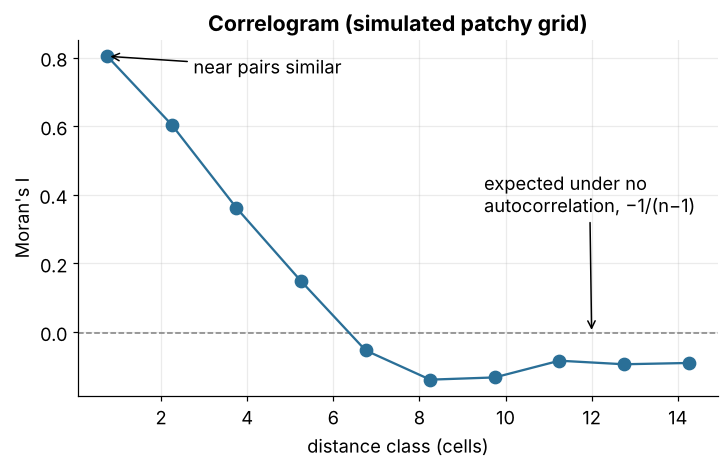 Correlogram (simulated patchy grid)
0.8
0.6
0.4
0.2
0.0
Moran's I
near pairs similar
expected under no
autocorrelation, −1/(n−1)
2
4
6
8
10
12
14
distance class (cells)